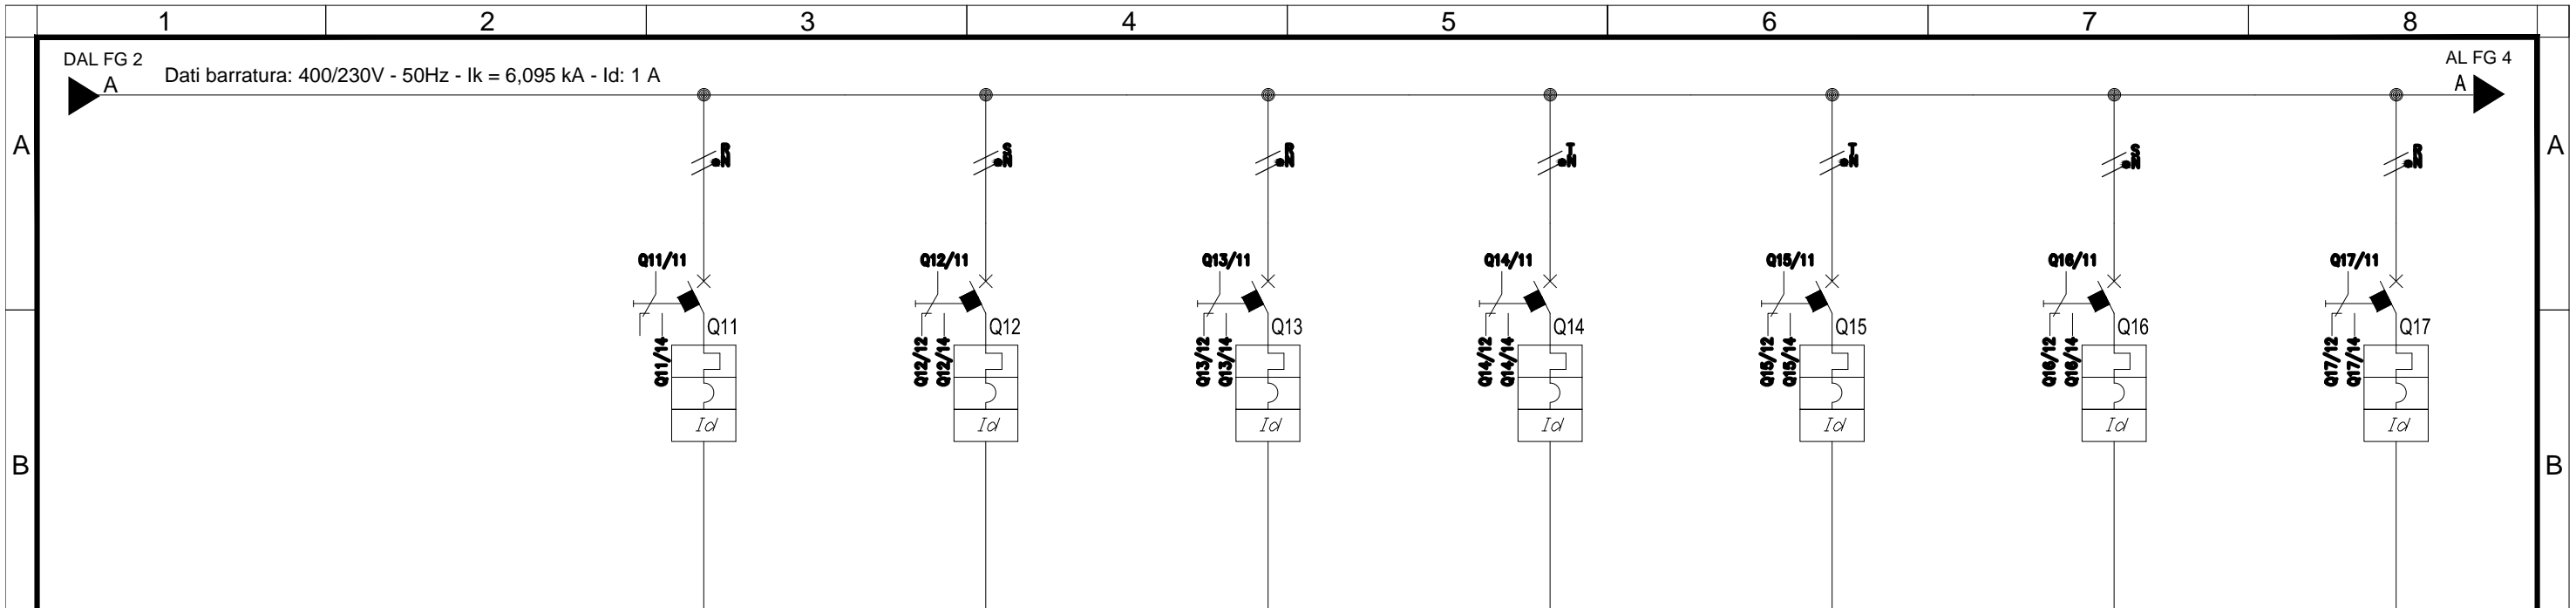 1 2 3 4 5 6 7 8
DAL FG 2
A
Dati barratura: 400/230V - 50Hz - Ik = 6,095 kA - Id: 1 A
AL FG 4
A
A
A
R
N
S
N
R
N
T
N
T
N
S
N
R
N
Q11/11
Q12/11
Q13/11
Q14/11
Q15/11
Q16/11
Q17/11
Q11
Q12
Q13
Q14
Q15
Q16
Q17
Q11/14
Q12/12
Q12/14
Q13/12
Q13/14
Q14/12
Q14/14
Q15/12
Q15/14
Q16/12
Q16/14
Q17/12
Q17/14
Id
Id
Id
Id
Id
Id
Id
B
B